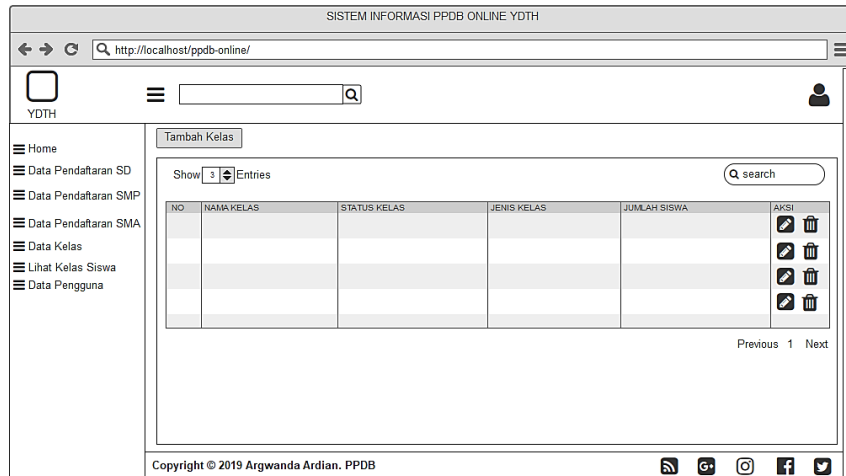 SISTEM INFORMASI PPDB ONLINE YDTH
http://localhost/ppdb-online/
YDTH
Home
Data Pendaftaran SD
Data Pendaftaran SMP
Data Pendaftaran SMA
Data Kelas
Lihat Kelas Siswa
Data Pengguna
Tambah Kelas
Show 3 Entries
search
NO NAMA KELAS STATUS KELAS JENIS KELAS JUMLAH SISWA AKSI
Previous 1 Next
Copyright © 2019 Argwanda Ardian. PPDB